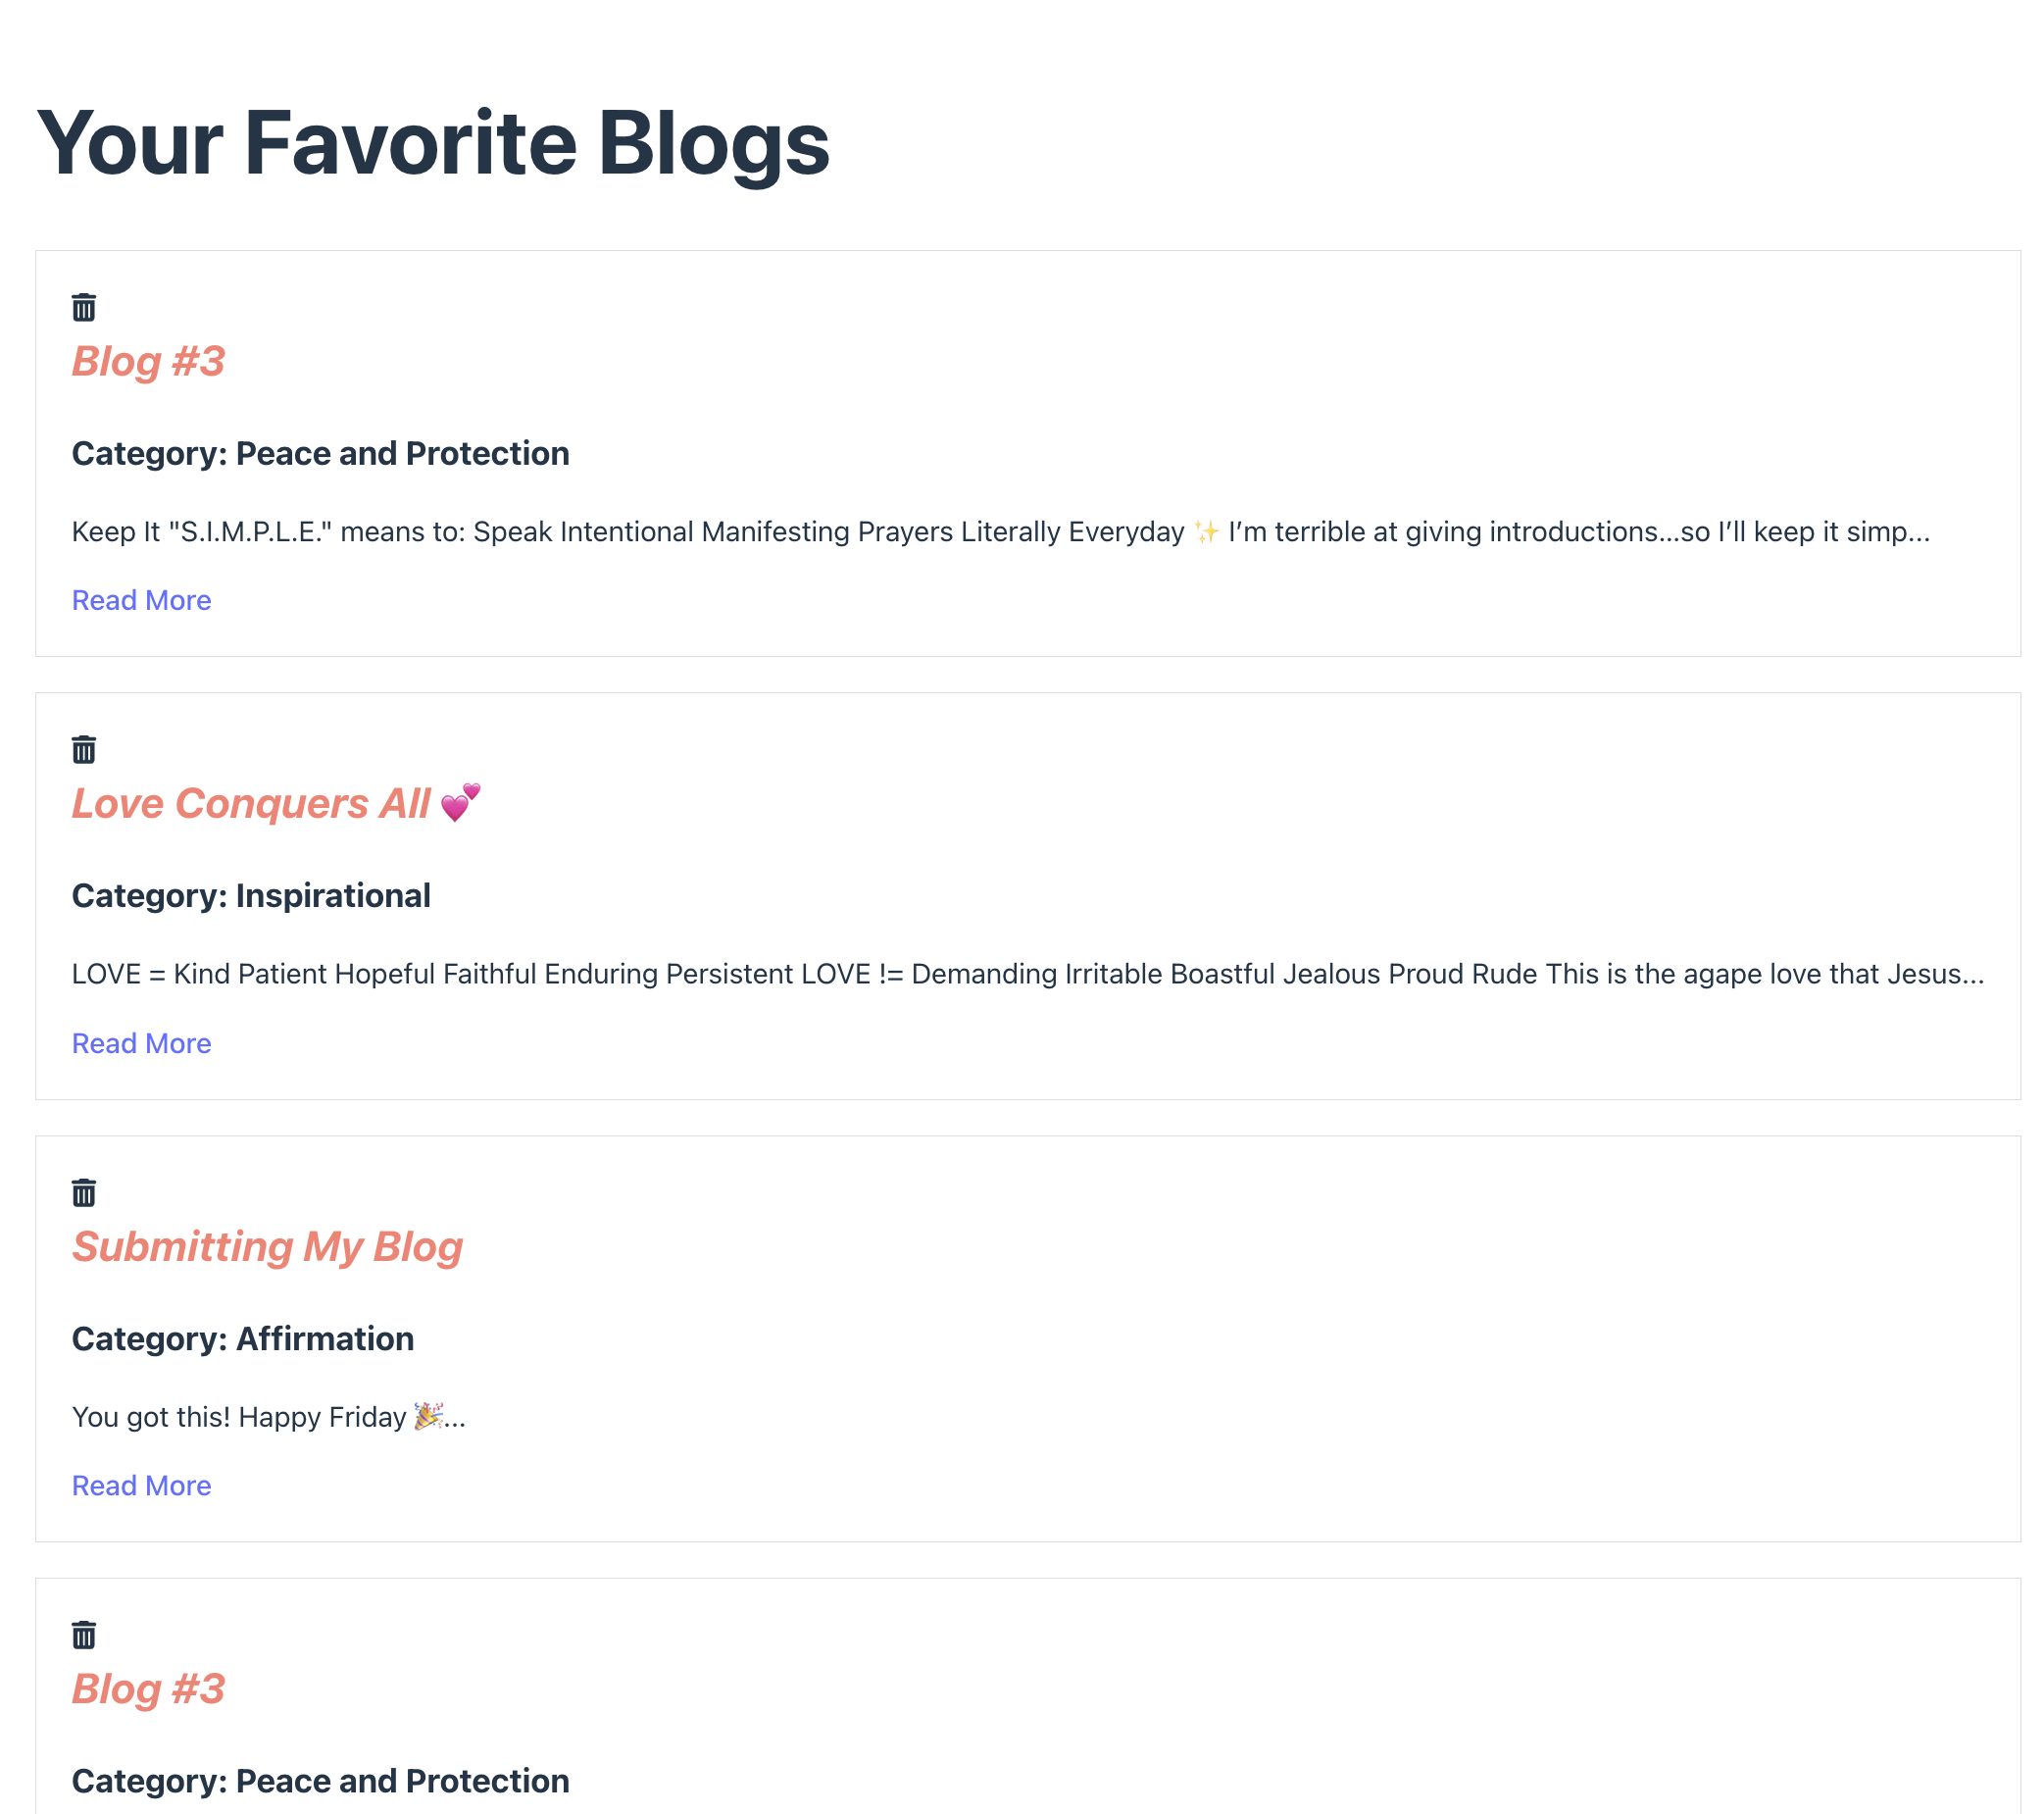 Your Favorite Blogs
Blog #3
Category: Peace and Protection
Keep It "S.I.M.P.L.E." means to: Speak Intentional Manifesting Prayers Literally Everyday ✨ I’m terrible at giving introductions...so I’ll keep it simp...
Read More
Love Conquers All 💕
Category: Inspirational
LOVE = Kind Patient Hopeful Faithful Enduring Persistent LOVE != Demanding Irritable Boastful Jealous Proud Rude This is the agape love that Jesus...
Read More
Submitting My Blog
Category: Affirmation
You got this! Happy Friday 🎉...
Read More
Blog #3
Category: Peace and Protection